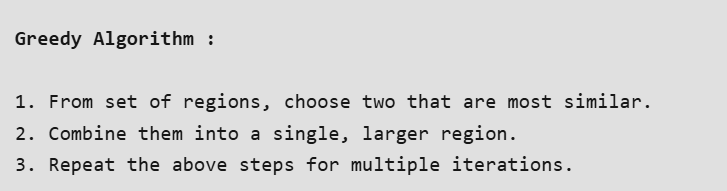 Greedy Algorithm :
1. From set of regions, choose two that are most similar.
2. Combine them into a single, larger region.
3. Repeat the above steps for multiple iterations.